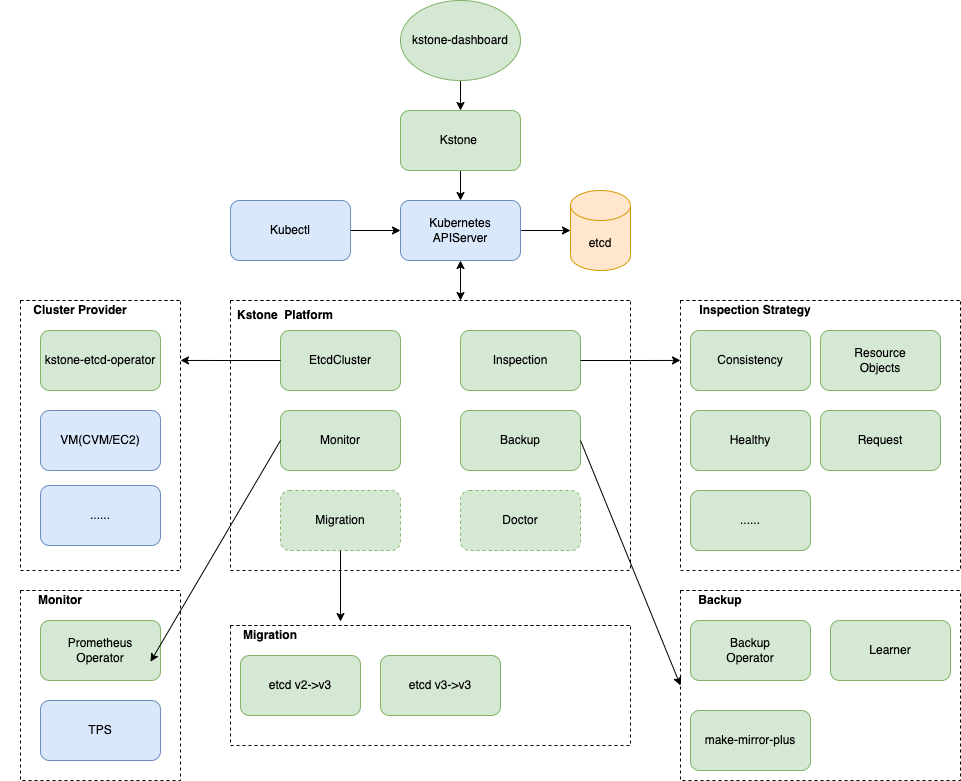 kstone-dashboard
Kstone
Kubectl
Kubernetes
APIServer
etcd
Cluster Provider
kstone-etcd-operator
VM(CVM/EC2)
......
Kstone Platform
EtcdCluster
Inspection
Monitor
Backup
Migration
Doctor
Inspection Strategy
Consistency
Resource
Objects
Healthy
Request
......
Monitor
Prometheus
Operator
TPS
Migration
etcd v2->v3
etcd v3->v3
Backup
Backup
Operator
Learner
make-mirror-plus